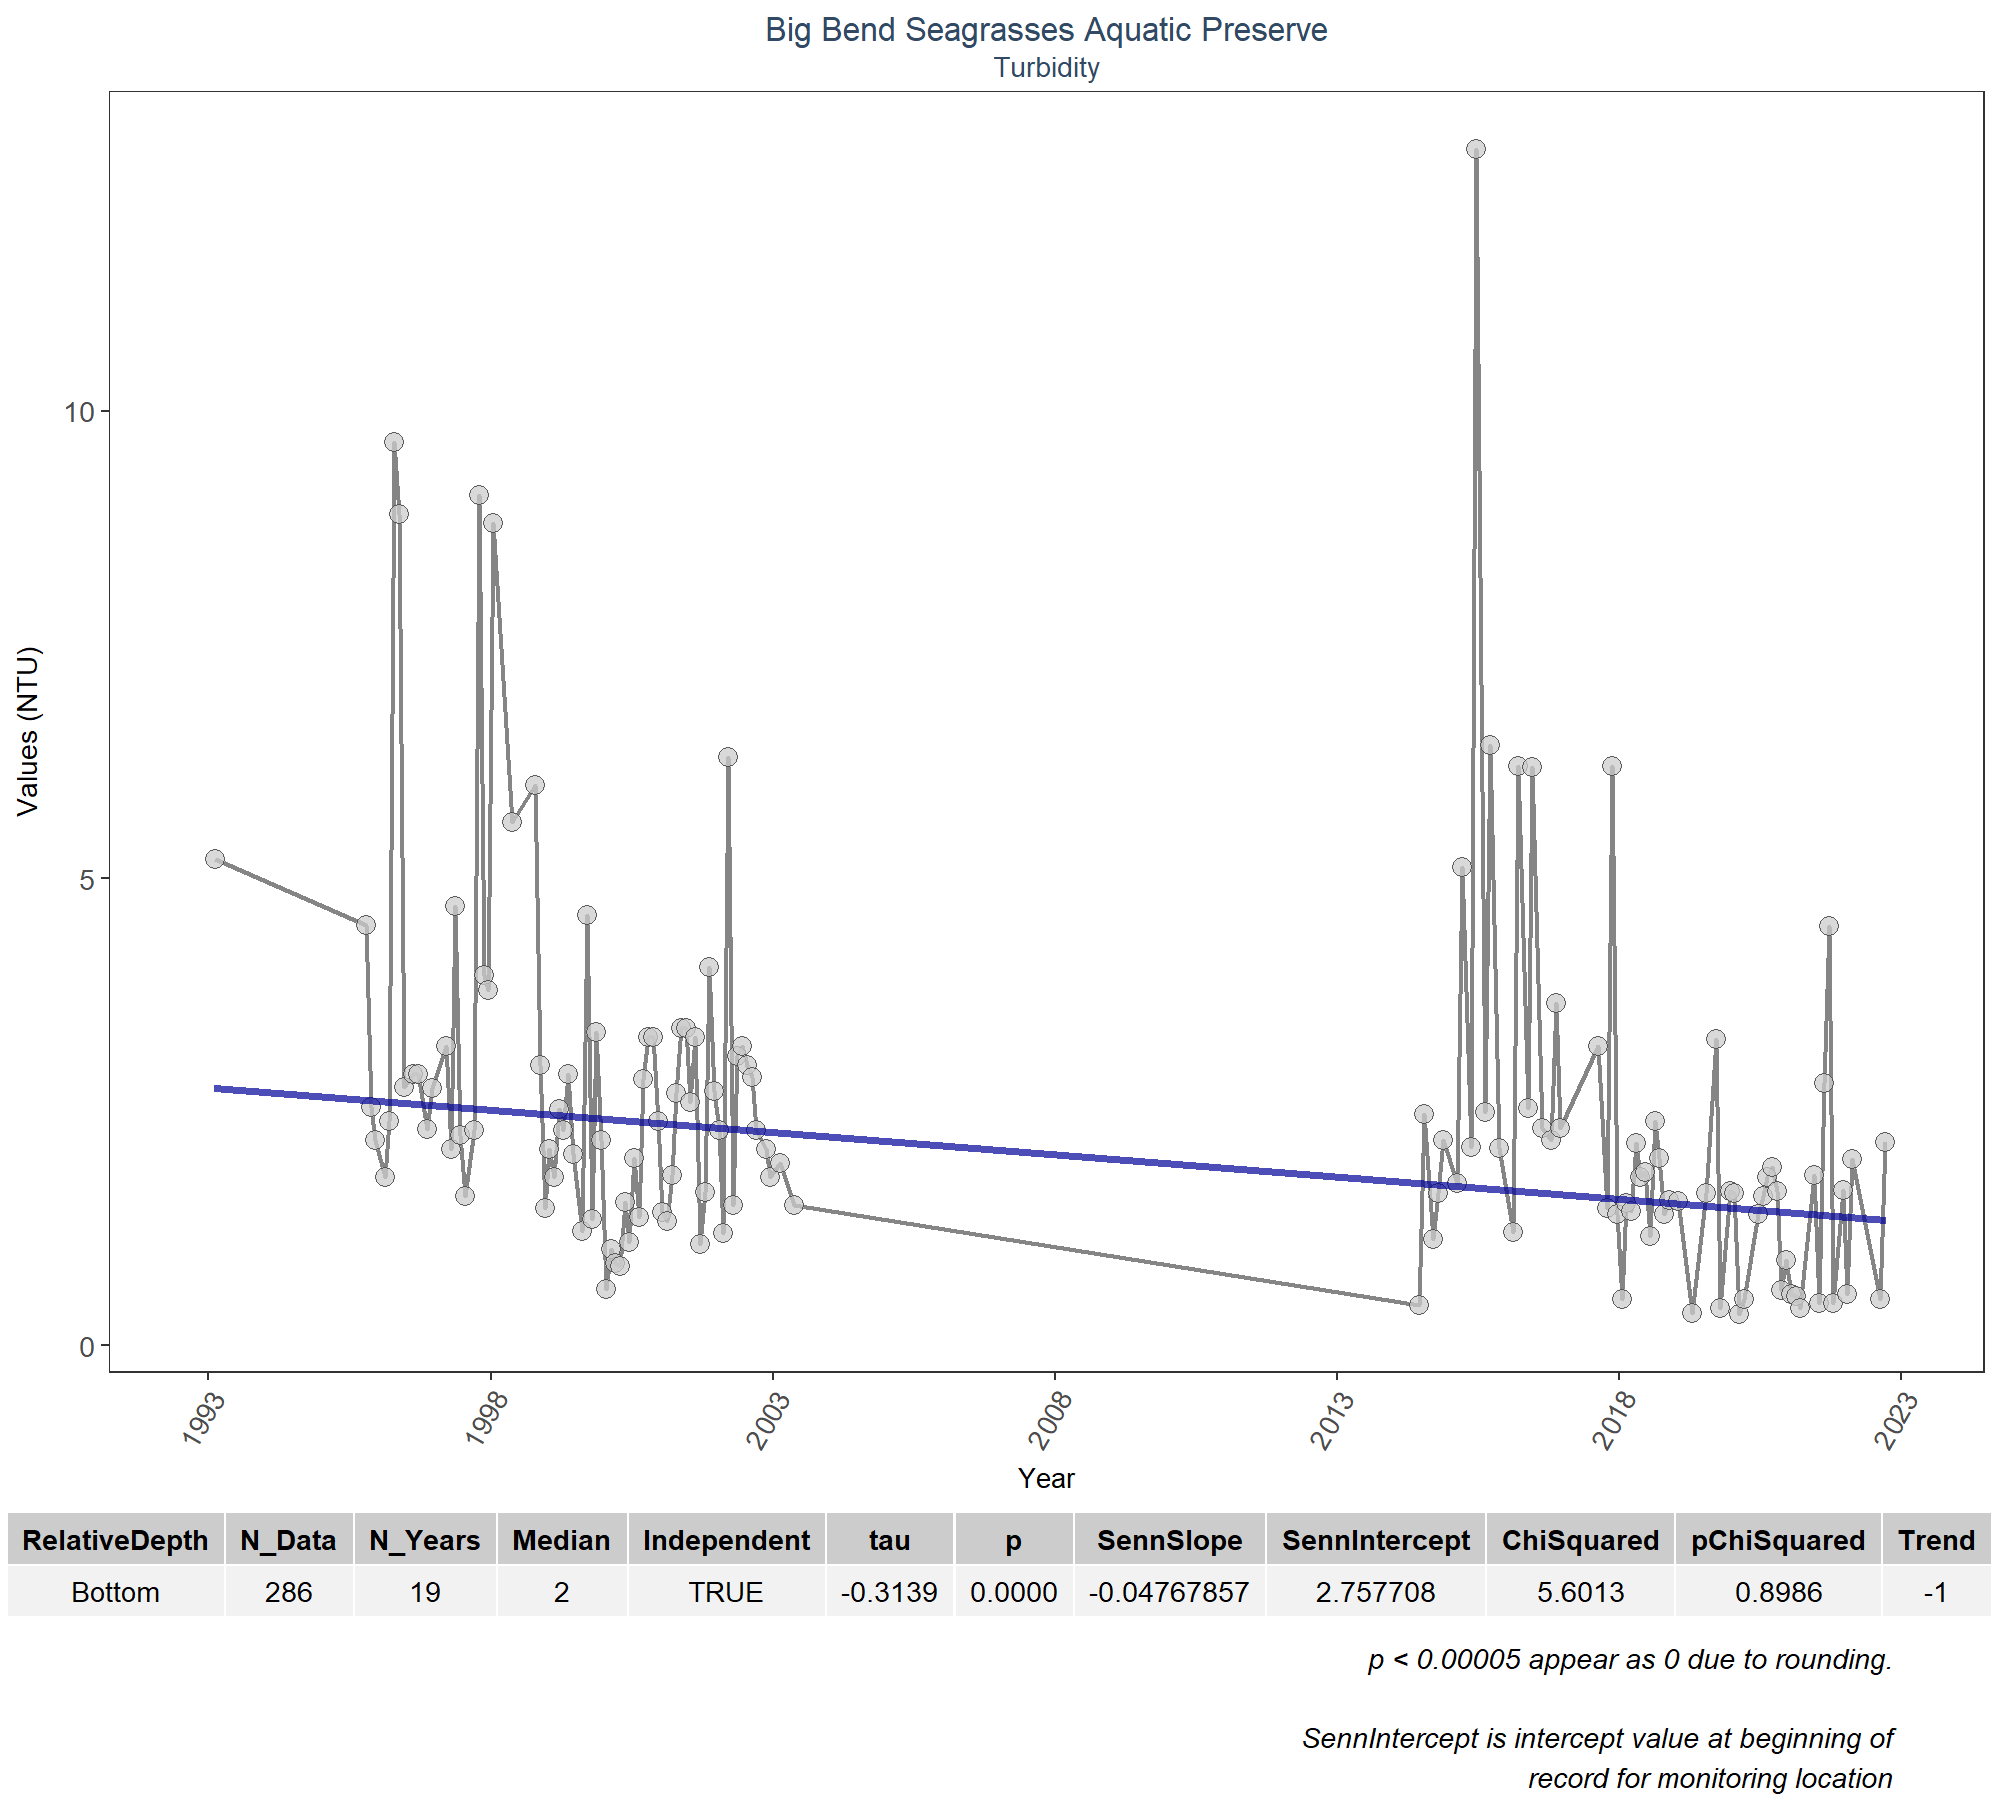 Big Bend Seagrasses Aquatic Preserve
Turbidity
10
5
0
Values (NTU)
1993 1998 2003 2008 2013 2018 2023
Year
RelativeDepth N_Data N_Years Median Independent tau p SennSlope SennIntercept ChiSquared pChiSquared Trend
Bottom 286 19 2 TRUE -0.3139 0.0000 -0.04767857 2.757708 5.6013 0.8986 -1
p < 0.00005 appear as 0 due to rounding.
SennIntercept is intercept value at beginning of
record for monitoring location